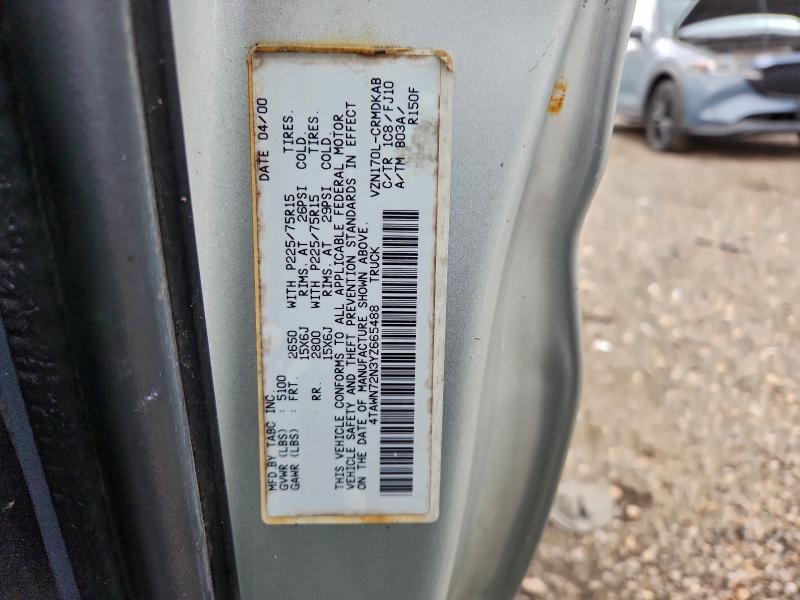 MFD.BY TABC INC. DATE 04/00
GVWR (LBS) : 5100
GAWR (LBS) : FRT. 2650 WITH P225/75R15 TIRES.
15X6J RIMS. AT 26PSI COLD.
RR. 2800 WITH P225/75R15 TIRES.
15X6J RIMS. AT 29PSI COLD.
THIS VEHICLE CONFORMS TO ALL APPLICABLE FEDERAL MOTOR
VEHICLE SAFETY AND THEFT PREVENTION STANDARDS IN EFFECT
ON THE DATE OF MANUFACTURE SHOWN ABOVE.
4TAWN72N3YZ665488 TRUCK VZN170L-CRMDKAB
C/TR 1C8 / FJ10
A/TM B03A/
R150F